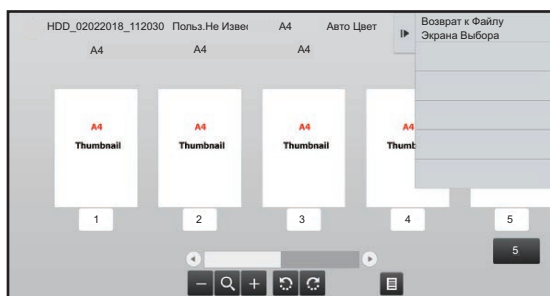 HDD_02022018_112030 Польз.Не Извес A4 Авто Цвет
Возврат к Файлу
Экрана Выбора
A4 A4 A4
A4 A4 A4 A4
Thumbnail Thumbnail Thumbnail Thumb
1 2 3 4 5
5